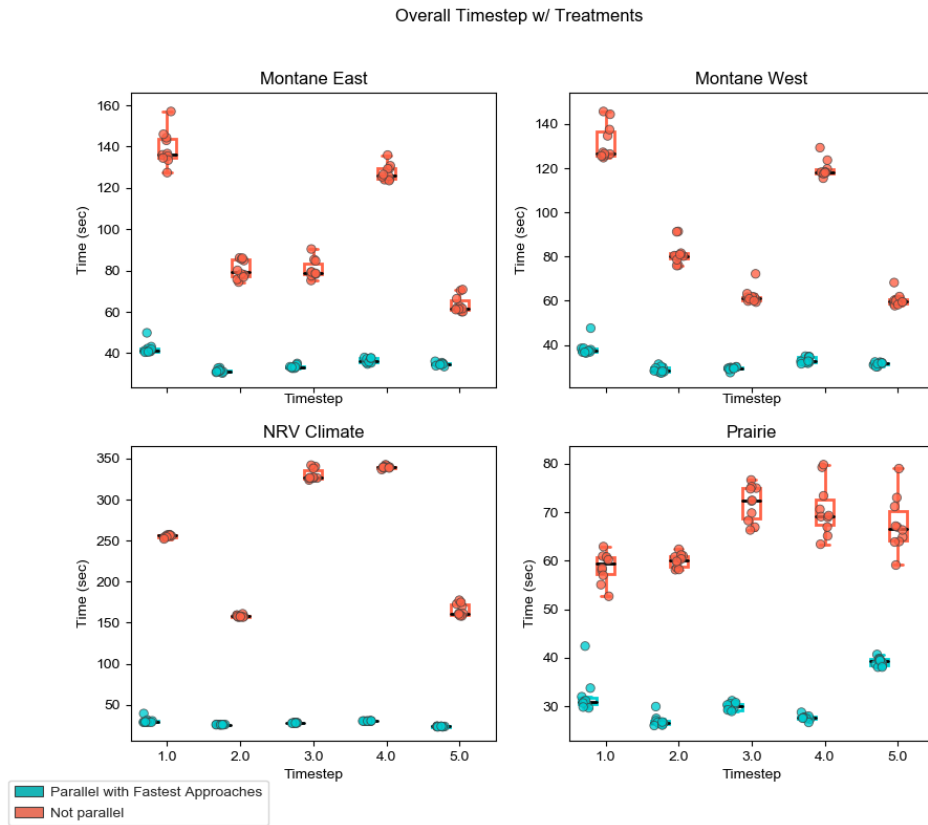 Overall Timestep w/ Treatments
Montane East
Montane West
Time (sec)
160
140
120
100
80
60
40
Timestep
Time (sec)
140
120
100
80
60
40
Timestep
NRV Climate
Prairie
Time (sec)
350
300
250
200
150
100
50
1.0 2.0 3.0 4.0 5.0
Timestep
Time (sec)
80
70
60
50
40
30
1.0 2.0 3.0 4.0 5.0
Timestep
Parallel with Fastest Approaches
Not parallel